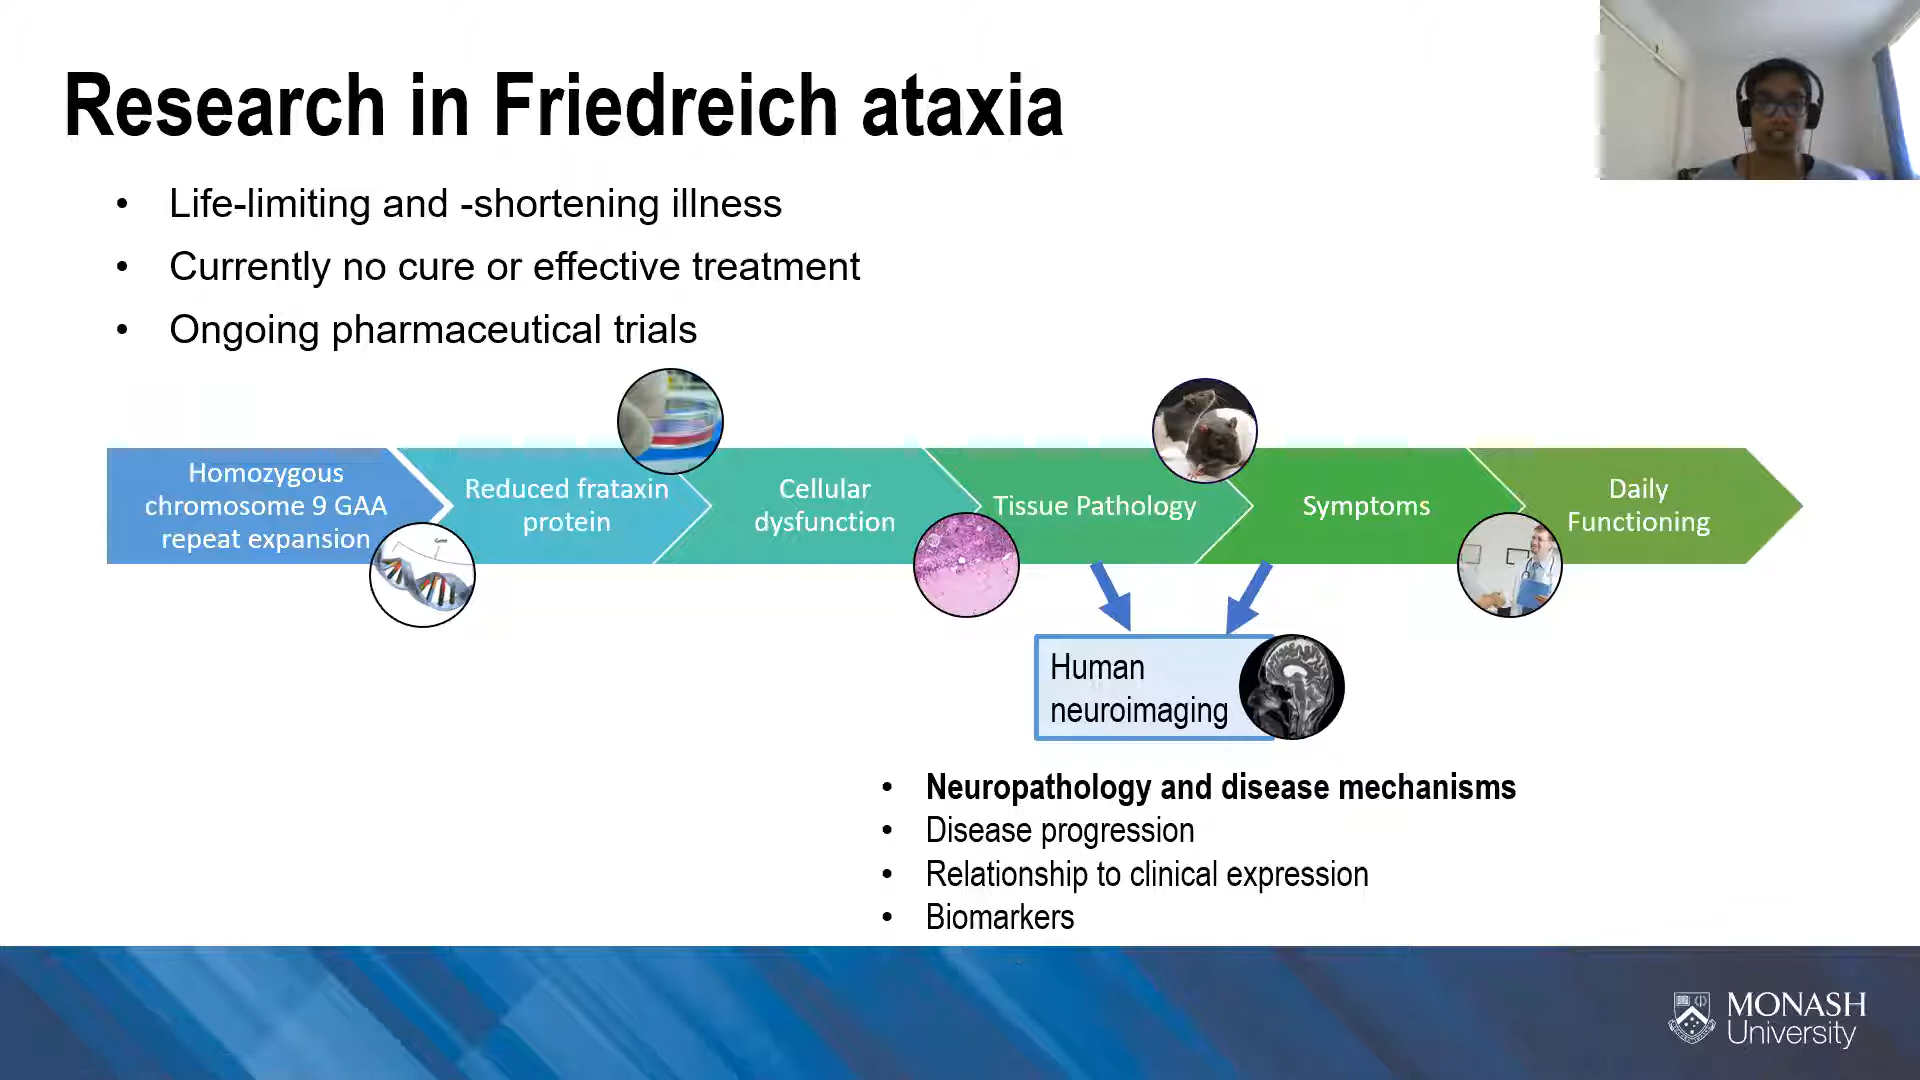 Research in Friedreich ataxia
• Life-limiting and -shortening illness
• Currently no cure or effective treatment
• Ongoing pharmaceutical trials
Homozygous
chromosome 9 GAA
repeat expansion
Gene
Reduced frataxin
protein
Cellular
dysfunction
Tissue Pathology
Symptoms
Daily
Functioning
Human
neuroimaging
• Neuropathology and disease mechanisms
• Disease progression
• Relationship to clinical expression
• Biomarkers
MONASH
University